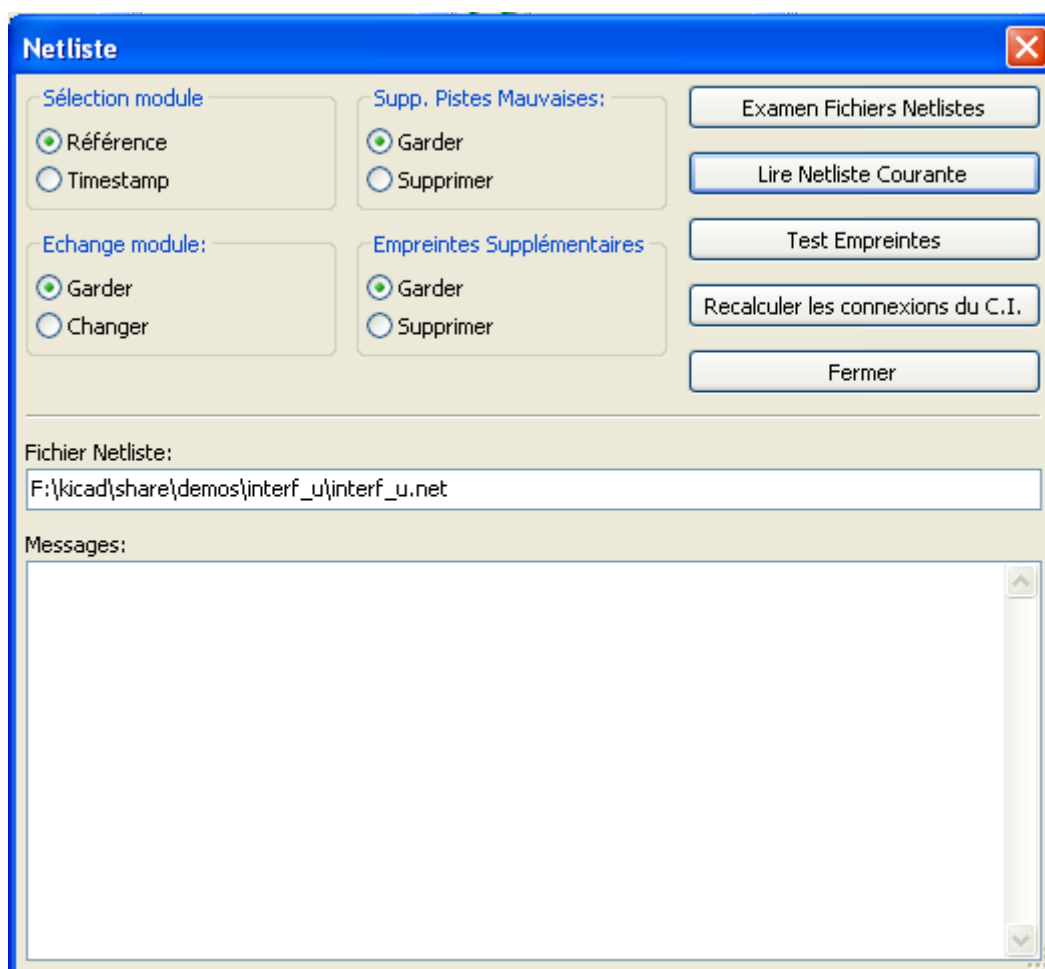 Netliste
Sélection module
Référence
Timestamp
Supp. Pistes Mauvaises:
Garder
Supprimer
Echange module:
Garder
Changer
Empreintes Supplémentaires
Garder
Supprimer
Examen Fichiers Netlistes
Lire Netliste Courante
Test Empreintes
Recalculer les connexions du C.I.
Fermer
Fichier Netliste:
F:\kicad\share\demos\interf_u\interf_u.net
Messages: